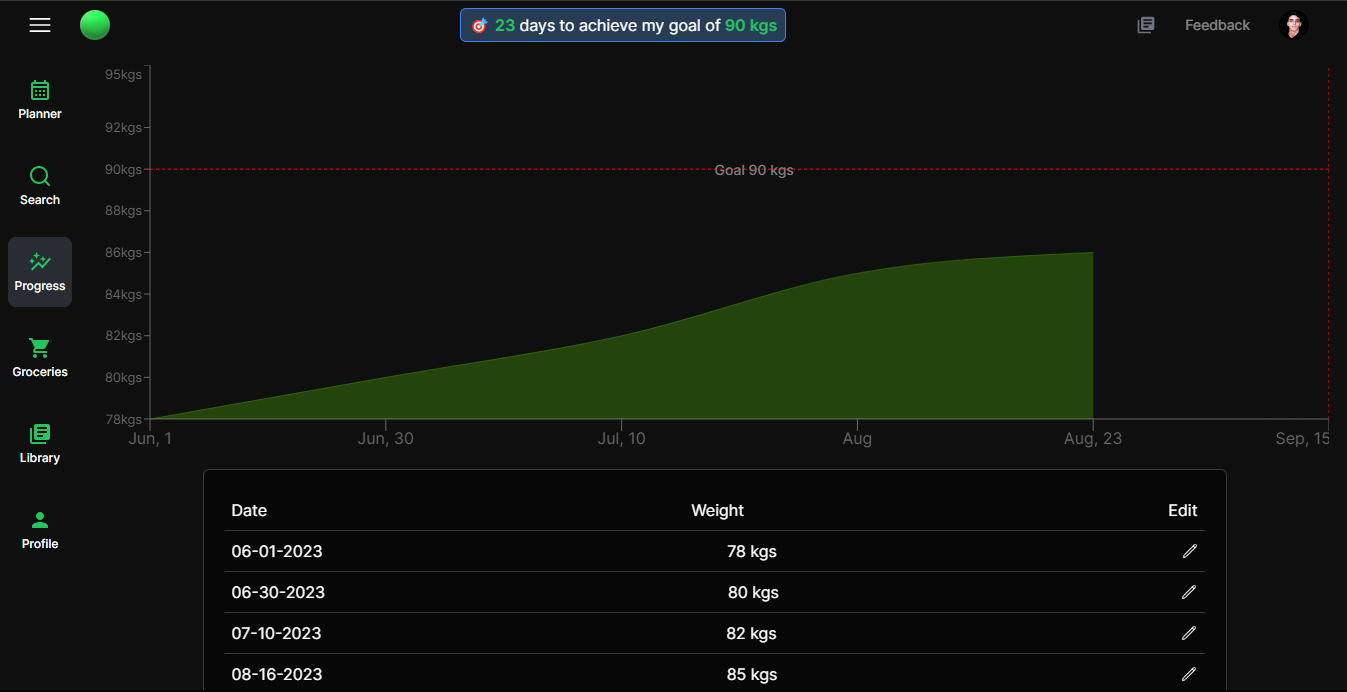 23 days to achieve my goal of 90 kgs
Feedback
Planner
Search
Progress
Groceries
Library
Profile
95kgs
92kgs
90kgs
Goal 90 kgs
88kgs
86kgs
84kgs
82kgs
80kgs
78kgs
Jun, 1 Jun, 30 Jul, 10 Aug Aug, 23 Sep, 15
Date Weight Edit
06-01-2023 78 kgs
06-30-2023 80 kgs
07-10-2023 82 kgs
08-16-2023 85 kgs